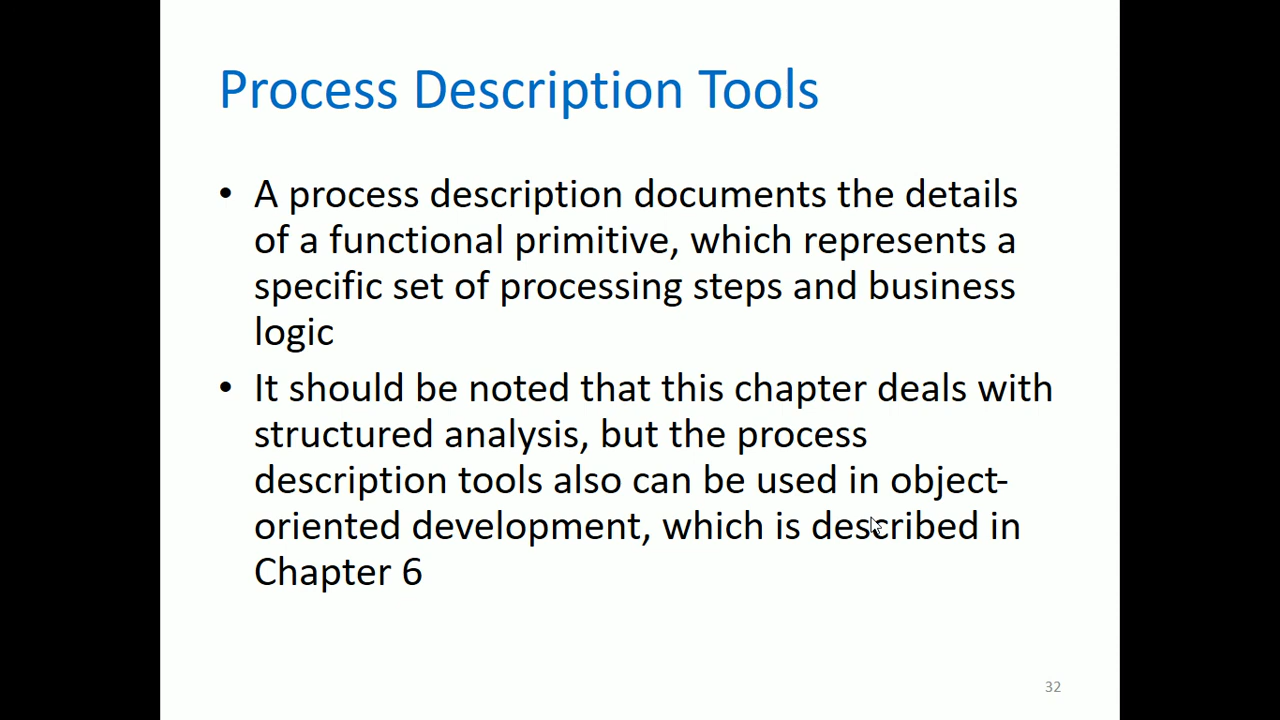 Process Description Tools
• A process description documents the details
of a functional primitive, which represents a
specific set of processing steps and business
logic
• It should be noted that this chapter deals with
structured analysis, but the process
description tools also can be used in object-
oriented development, which is described in
Chapter 6
32